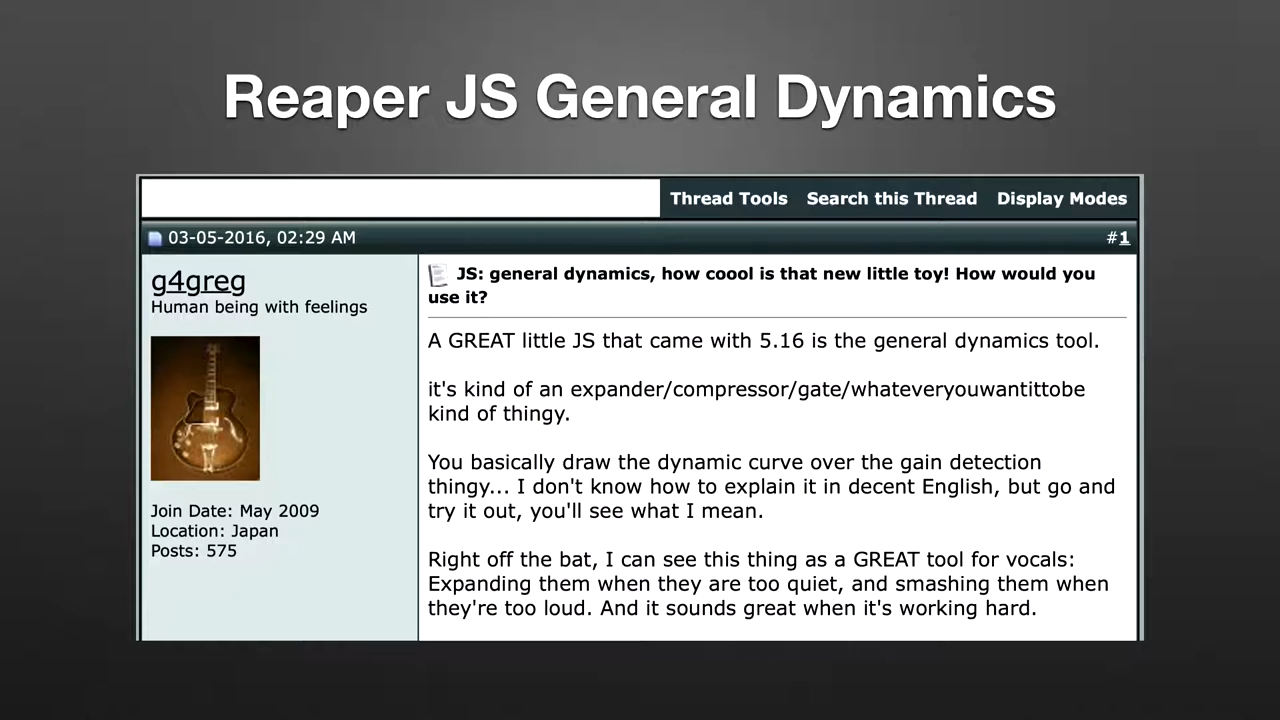 Reaper JS General Dynamics
Thread Tools Search this Thread Display Modes
03-05-2016, 02:29 AM #1
g4greg
Human being with feelings
Join Date: May 2009
Location: Japan
Posts: 575
JS: general dynamics, how coool is that new little toy! How would you
use it?
A GREAT little JS that came with 5.16 is the general dynamics tool.
it's kind of an expander/compressor/gate/whateveryouwantittobe
kind of thingy.
You basically draw the dynamic curve over the gain detection
thingy... I don't know how to explain it in decent English, but go and
try it out, you'll see what I mean.
Right off the bat, I can see this thing as a GREAT tool for vocals:
Expanding them when they are too quiet, and smashing them when
they're too loud. And it sounds great when it's working hard.